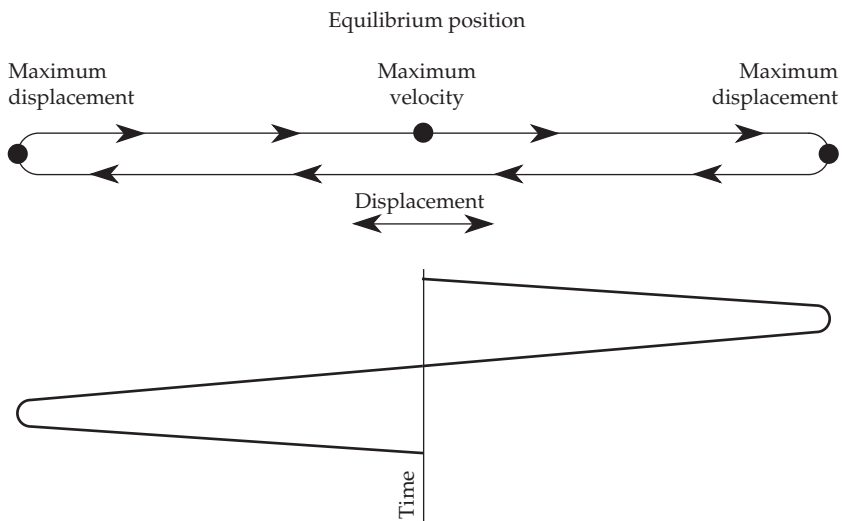 Equilibrium position
Maximum
displacement
Maximum
velocity
Maximum
displacement
Displacement
Time